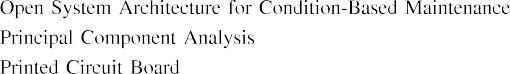 Open System Architecture for Condition-Based Maintenance
Principal Component Analysis
Printed Circuit Board